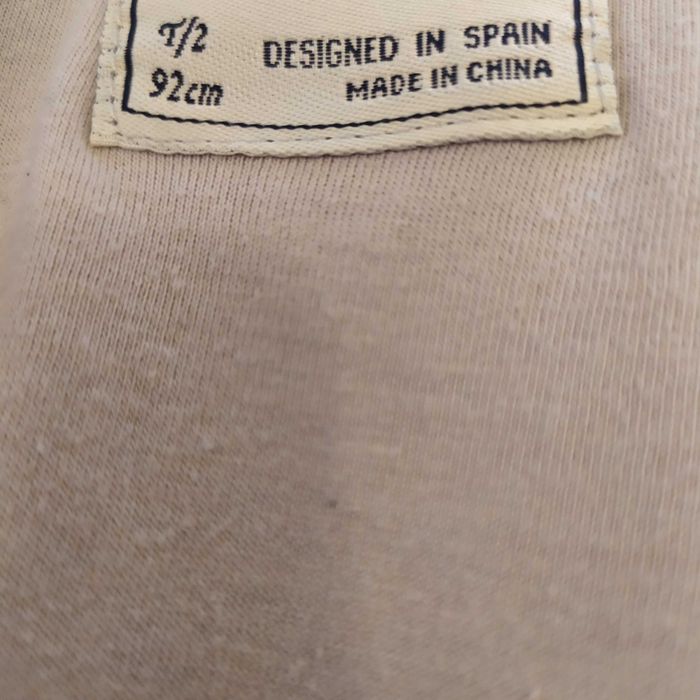 T/2
92cm
DESIGNED IN SPAIN
MADE IN CHINA